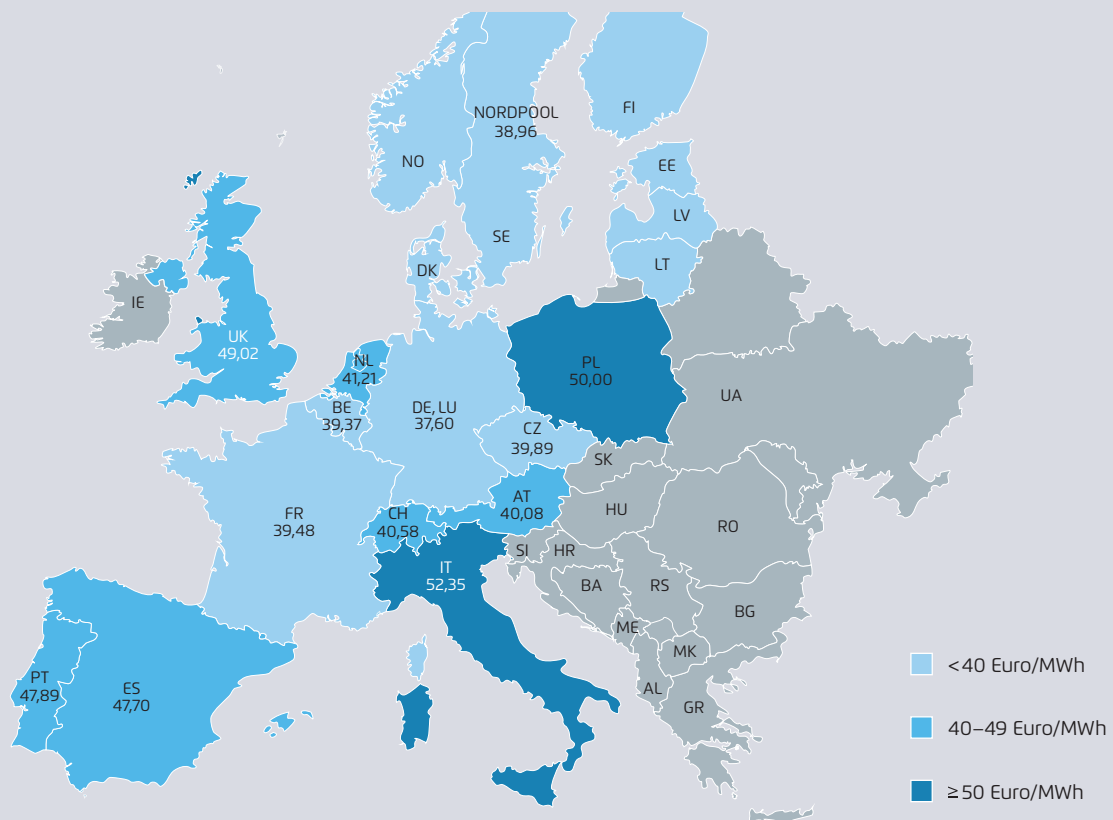 NORDPOOL
38,96
FI
NO
EE
LV
SE
LT
DK
IE
UK
49,02
NL
41,21
PL
50,00
BE
39,37
DE, LU
37,60
UA
CZ
39,89
SK
AT
40,08
FR
39,48
CH
40,58
HU
RO
SI
HR
IT
52,35
BA
RS
BG
ME
MK
PT
47,89
ES
47,70
AL
GR
<40 Euro/MWh
40–49 Euro/MWh
≥50 Euro/MWh